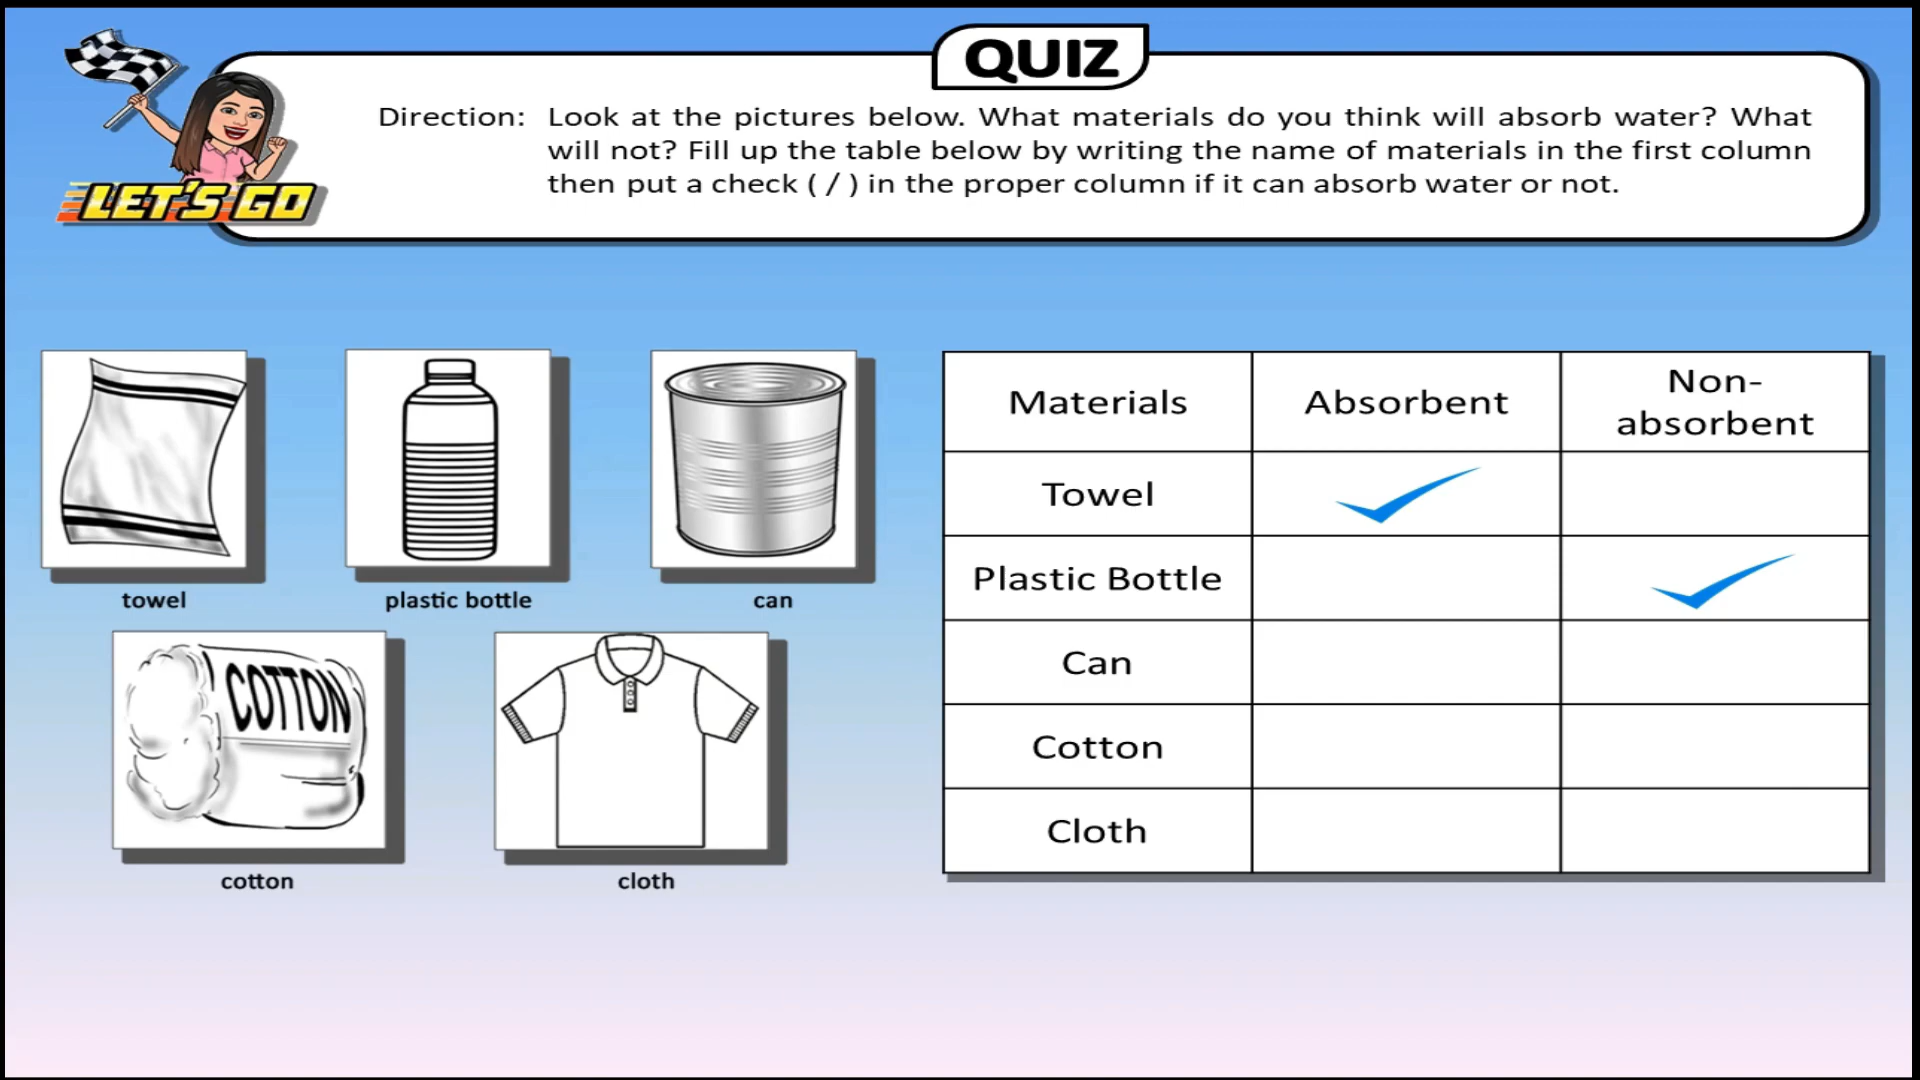 QUIZ
Direction: Look at the pictures below. What materials do you think will absorb water? What
will not? Fill up the table below by writing the name of materials in the first column
then put a check ( / ) in the proper column if it can absorb water or not.
LET'S GO
towel
plastic bottle
can
COTTON
cotton
cloth
Materials Absorbent Non-
absorbent
Towel
Plastic Bottle
Can
Cotton
Cloth